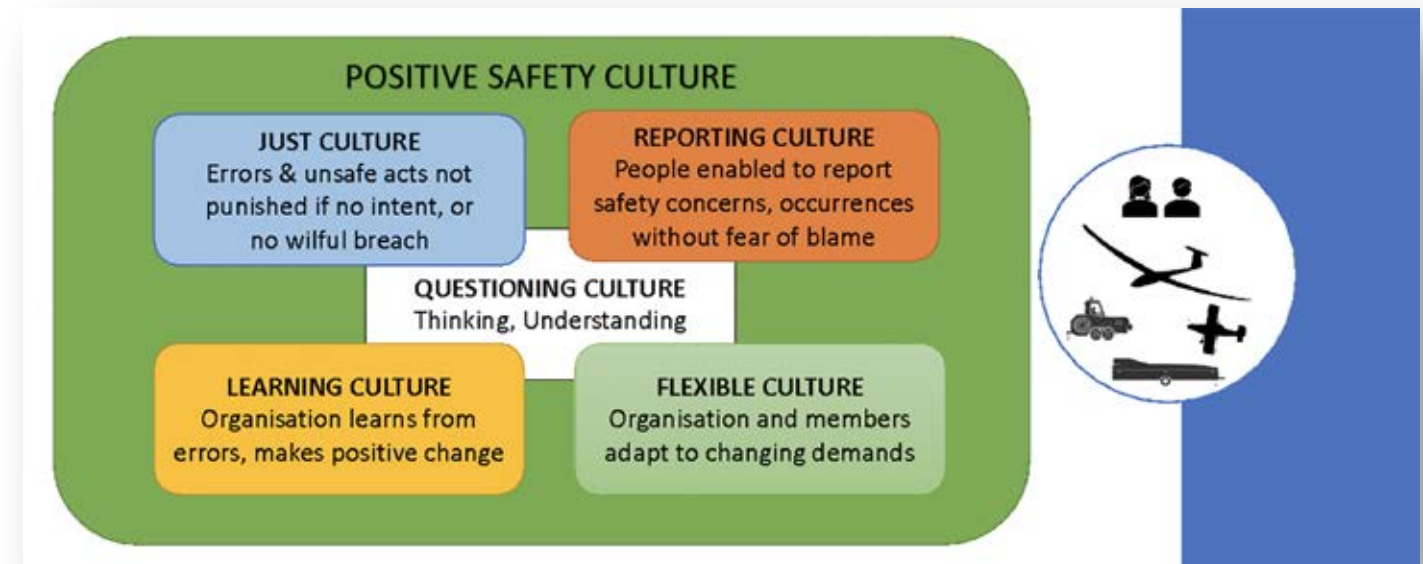 POSITIVE SAFETY CULTURE
JUST CULTURE
Errors & unsafe acts not
punished if no intent, or
no wilful breach
REPORTING CULTURE
People enabled to report
safety concerns, occurrences
without fear of blame
QUESTIONING CULTURE
Thinking, Understanding
LEARNING CULTURE
Organisation learns from
errors, makes positive change
FLEXIBLE CULTURE
Organisation and members
adapt to changing demands